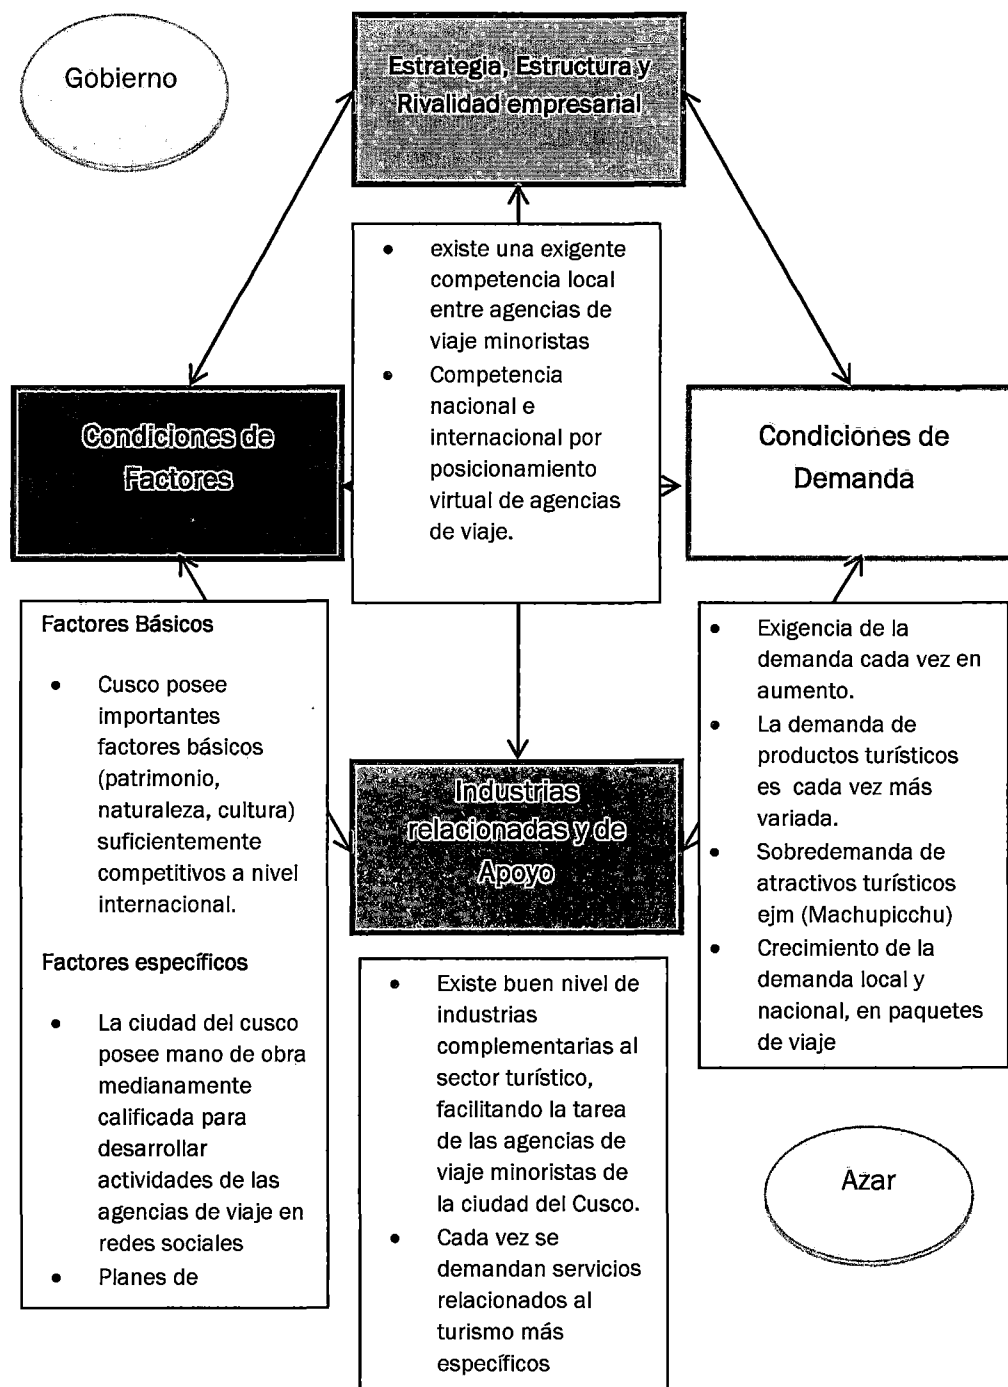 Gobierno
Estrategia, Estructura y
Rivalidad empresarial
• existe una exigente
competencia local
entre agencias de
viaje minoristas
• Competencia
nacional e
internacional por
posicionamiento
virtual de agencias
de viaje.
Condiciones de
Factores
Condiciones de
Demanda
Factores Básicos
• Cusco posee
importantes
factores básicos
(patrimonio,
naturaleza, cultura)
suficientemente
competitivos a nivel
internacional.
Factores específicos
• La ciudad del cusco
posee mano de obra
medianamente
calificada para
desarrollar
actividades de las
agencias de viaje en
redes sociales
• Planes de
Industrias
relacionadas y de
Apoyo
• Existe buen nivel de
industrias
complementarias al
sector turístico,
facilitando la tarea
de las agencias de
viaje minoristas de
la ciudad del Cusco.
• Cada vez se
demandan servicios
relacionados al
turismo más
específicos
• Exigencia de la
demanda cada vez en
aumento.
• La demanda de
productos turísticos
es cada vez más
variada.
• Sobredemanda de
atractivos turísticos
ejm (Machupicchu)
• Crecimiento de la
demanda local y
nacional, en paquetes
de viaje
Azar